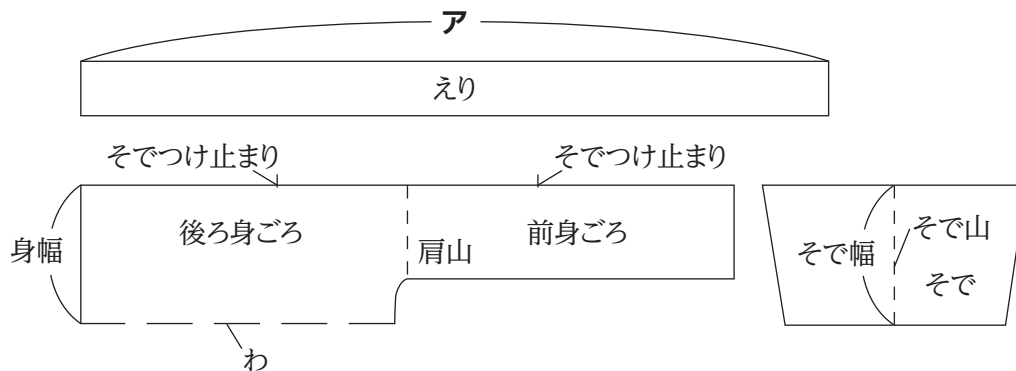 ア
えり
そでつけ止まり
そでつけ止まり
身幅
後ろ身ごろ
肩山
前身ごろ
そで幅
そで山
そで
わ